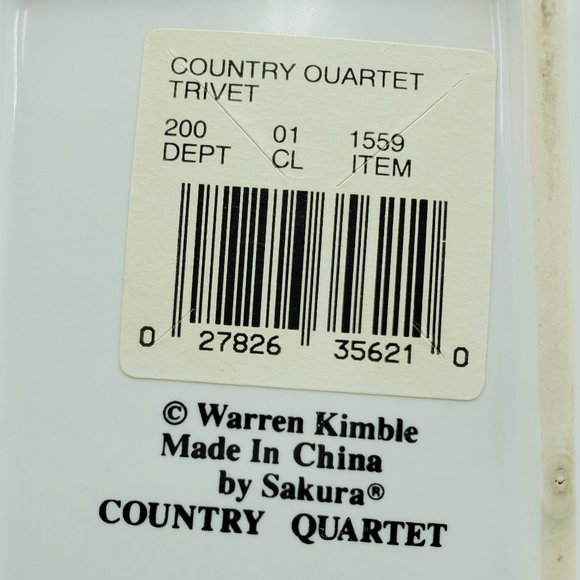 COUNTRY QUARTET
TRIVET
200 01 1559
DEPT CL ITEM
0 27826 35621 0
© Warren Kimble
Made In China
by Sakura®
COUNTRY QUARTET